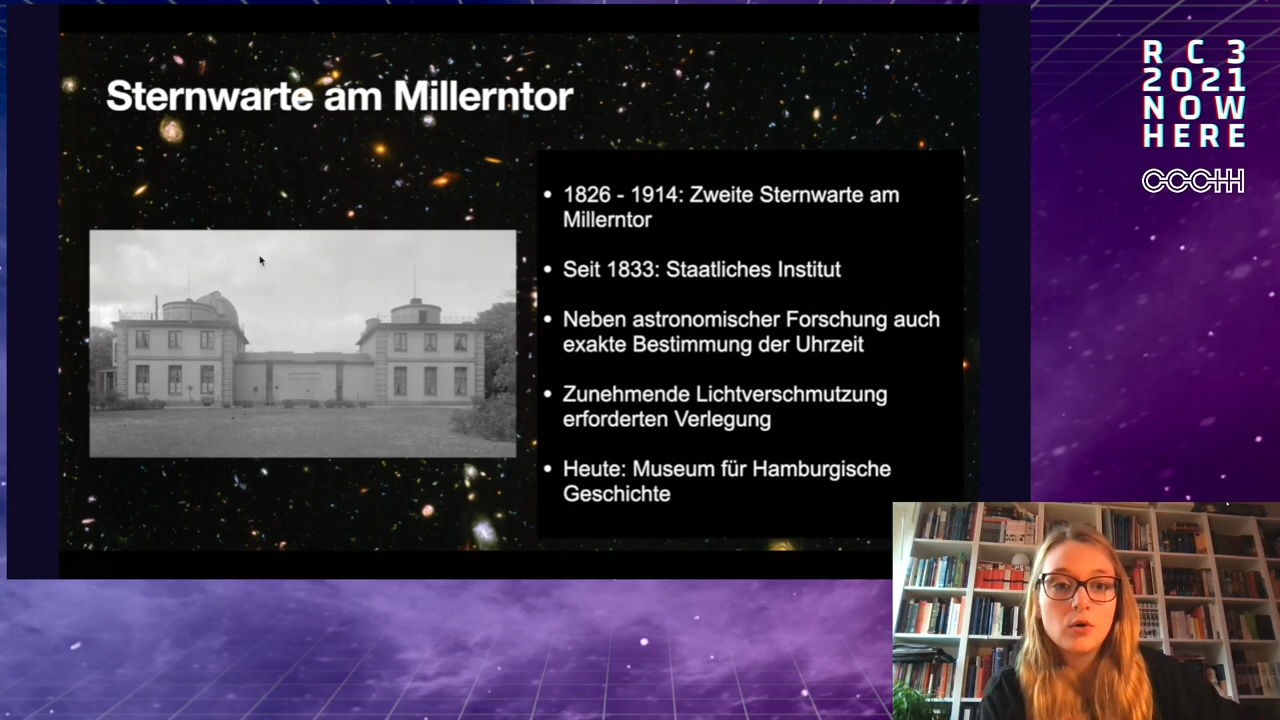 Sternwarte am Millerntor
• 1826 - 1914: Zweite Sternwarte am
Millerntor
• Seit 1833: Staatliches Institut
• Neben astronomischer Forschung auch
exakte Bestimmung der Uhrzeit
• Zunehmende Lichtverschmutzung
erforderten Verlegung
• Heute: Museum für Hamburgische
Geschichte
R C 3
2021
NOW
HERE
CCCHH